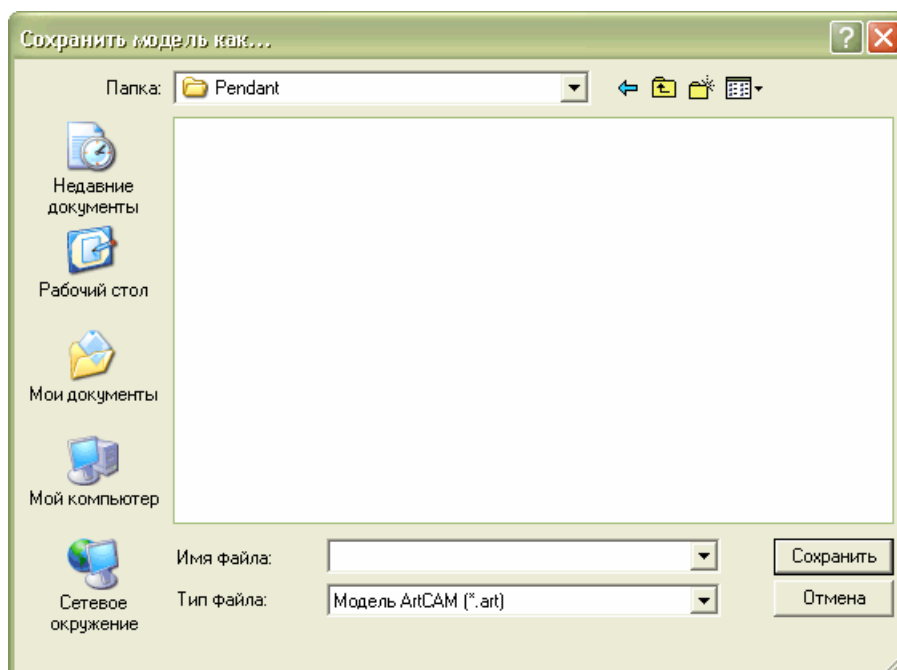 Сохранить модель как...
Папка:
Pendant
Недавние
документы
Рабочий стол
Мои документы
Мой компьютер
Сетевое
окружение
Имя файла:
Сохранить
Тип файла:
Модель ArtCAM (*.art)
Отмена